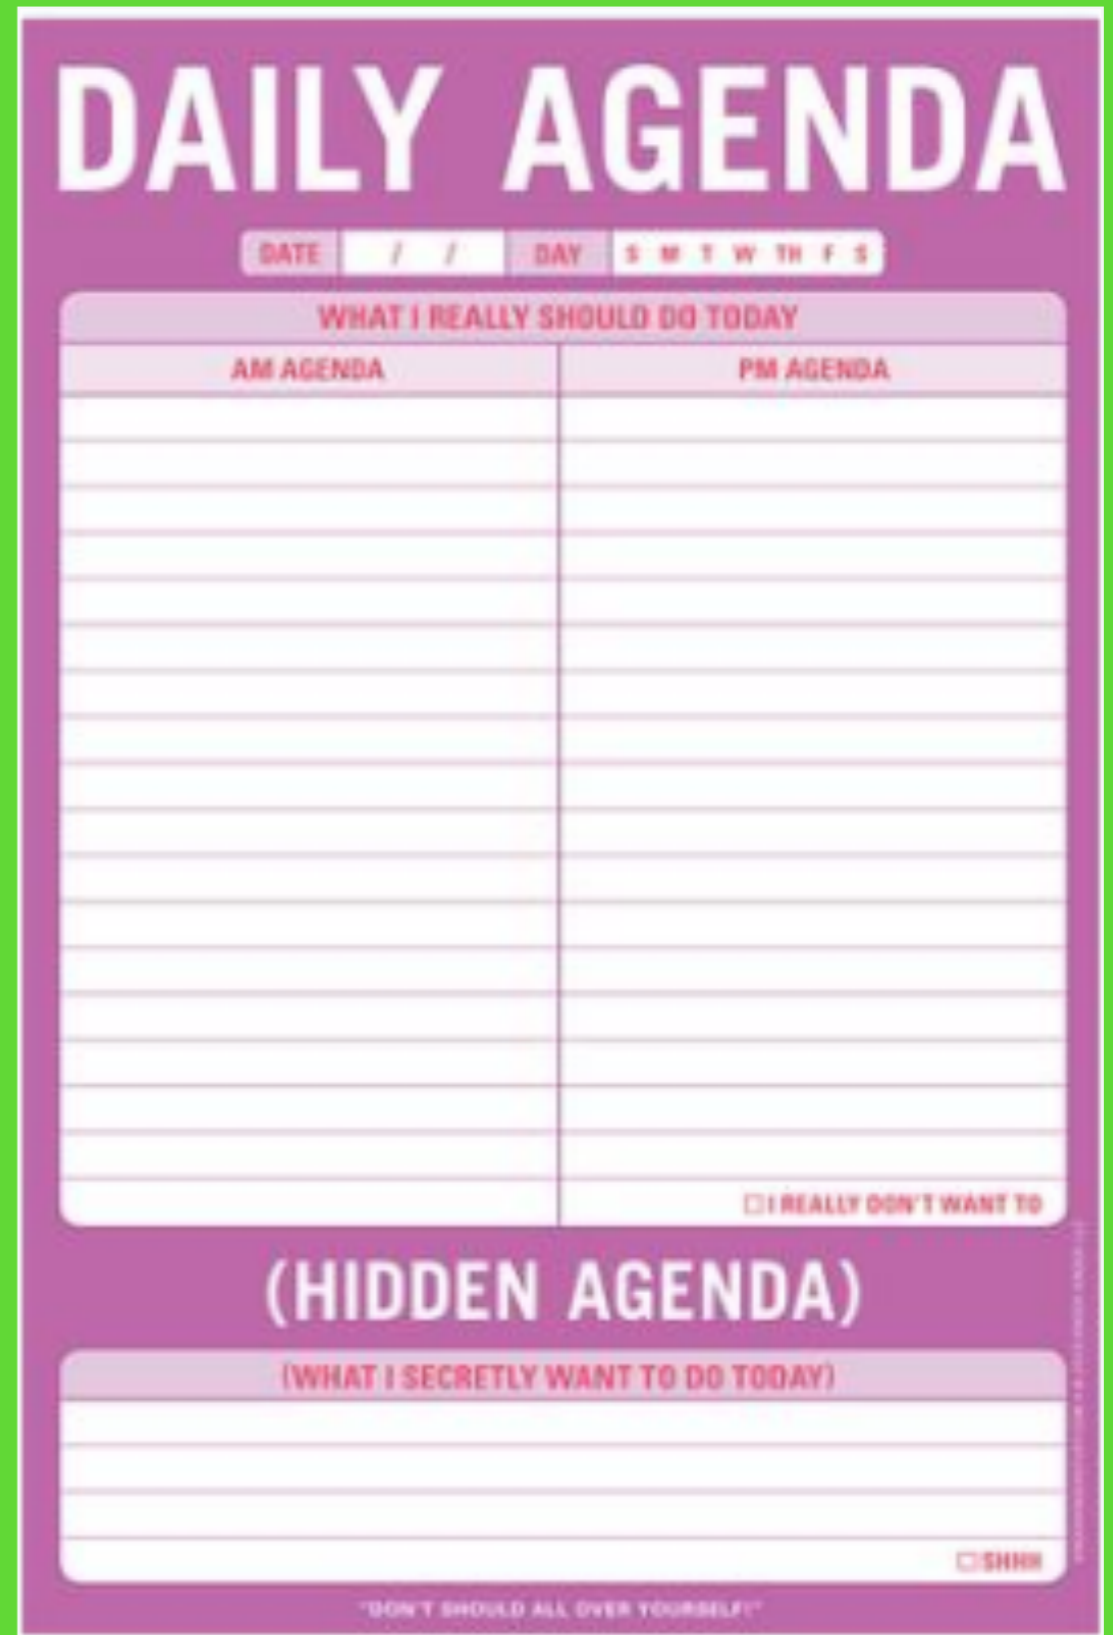 DAILY AGENDA
DATE / / DAY S M T W TH F S
WHAT I REALLY SHOULD DO TODAY
AM AGENDA PM AGENDA
☐ I REALLY DON'T WANT TO
(HIDDEN AGENDA)
(WHAT I SECRETLY WANT TO DO TODAY)
☐ SHHH
"DON'T SHOULD ALL OVER YOURSELF!"